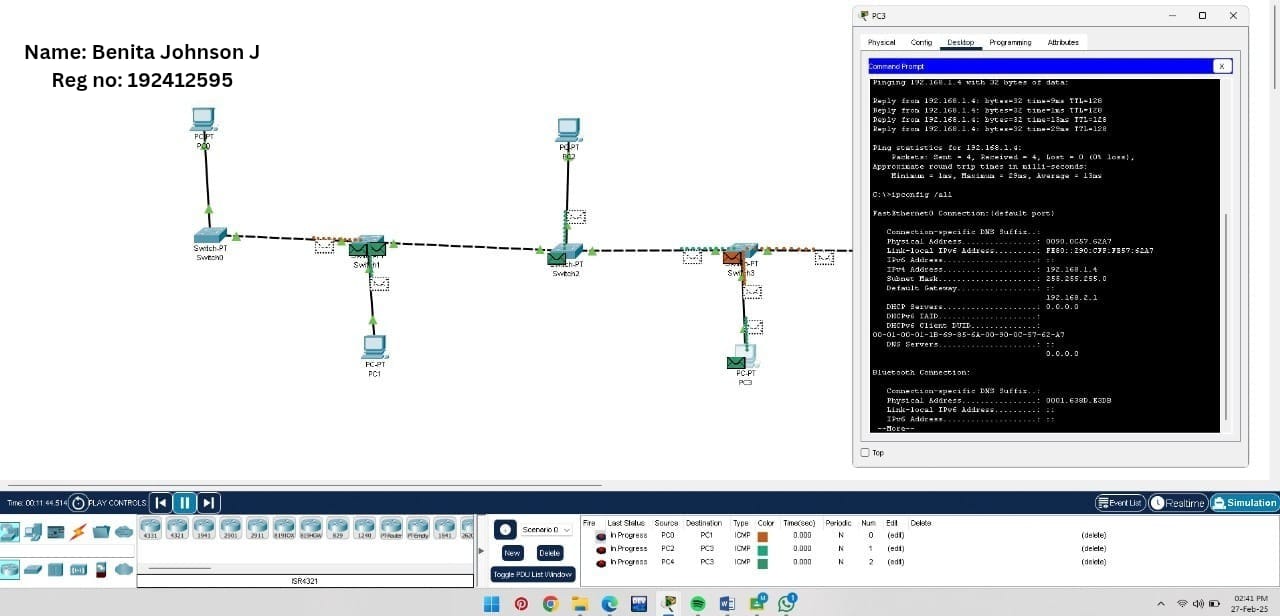 Name: Benita Johnson J
Reg no: 192412595
PC-PT
PC0
PC-PT
PC2
Switch-PT
Switch0
Switch1
Switch2
Switch3
PC-PT
PC1
PC-PT
PC3
PC3
Physical Config Desktop Programming Attributes
Command Prompt
X
Pinging 192.168.1.4 with 32 bytes of data:
Reply from 192.168.1.4: bytes=32 time=9ms TTL=128
Reply from 192.168.1.4: bytes=32 time=1ms TTL=128
Reply from 192.168.1.4: bytes=32 time=13ms TTL=128
Reply from 192.168.1.4: bytes=32 time=29ms TTL=128
Ping statistics for 192.168.1.4:
Packets: Sent = 4, Received = 4, Lost = 0 (0% loss),
Approximate round trip times in milli-seconds:
Minimum = 1ms, Maximum = 29ms, Average = 13ms
C:\>ipconfig /all
FastEthernet0 Connection:(default port)
Connection-specific DNS Suffix..:
Physical Address................: 0090.0C57.62A7
Link-local IPv6 Address.........: FE80::290:CFF:FE57:62A7
IPv6 Address....................: ::
IPv4 Address....................: 192.168.1.4
Subnet Mask.....................: 255.255.255.0
Default Gateway.................: ::
192.168.2.1
DHCP Servers....................: 0.0.0.0
DHCPv6 IAID.....................:
DHCPv6 Client DUID..............:
00-01-00-01-1B-69-85-6A-00-90-0C-57-62-A7
DNS Servers.....................: ::
0.0.0.0
Bluetooth Connection:
Connection-specific DNS Suffix..:
Physical Address................: 0001.638D.E3DB
Link-local IPv6 Address.........: ::
IPv6 Address....................: ::
--More--
Top
Time: 00:11:44.514 PLAY CONTROLS: Event List Realtime Simulation
4331 4321 1941 2901 2911 819IOX 819HGW 829 1240 PT-Router PT-Empty 1841
ISR4321
Scenario 0
New Delete
Toggle PDU List Window
Fire Last Status Source Destination Type Color Time(sec) Periodic Num Edit Delete
In Progress PC0 PC1 ICMP 0.000 N 0 (edit) (delete)
In Progress PC2 PC3 ICMP 0.000 N 1 (edit) (delete)
In Progress PC4 PC3 ICMP 0.000 N 2 (edit) (delete)
02:41 PM